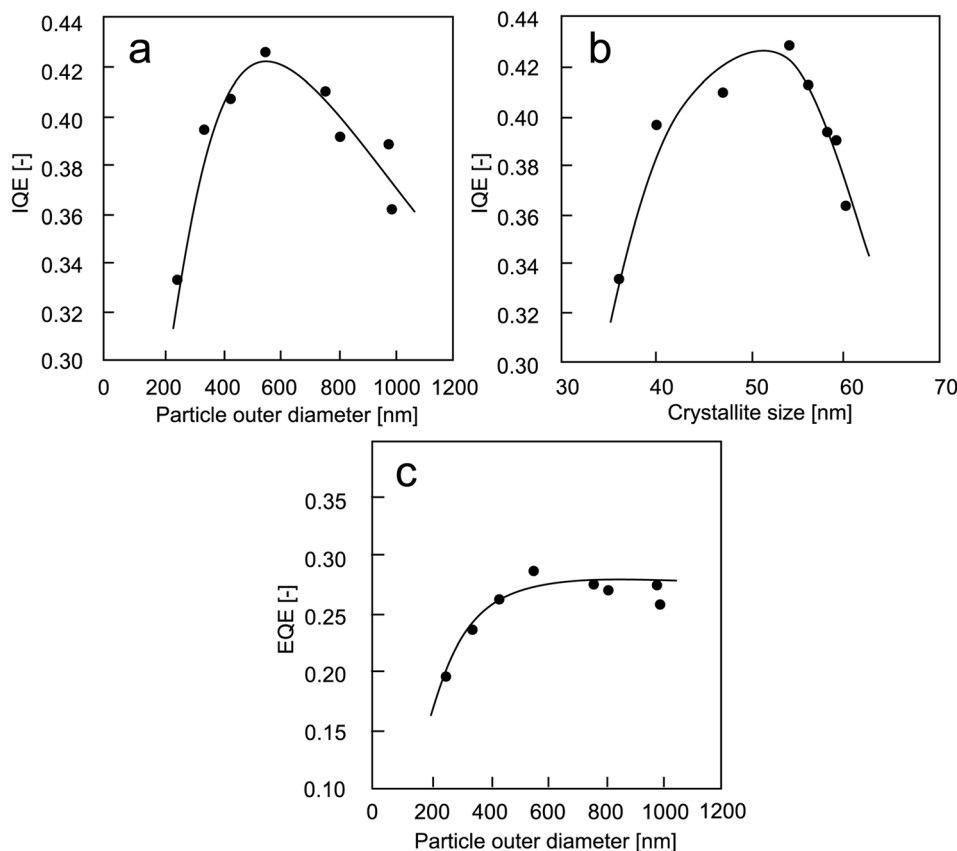 a
0.44
0.42
0.40
0.38
0.36
0.34
0.32
0.30
IQE [-]
0 200 400 600 800 1000 1200
Particle outer diameter [nm]
b
0.44
0.42
0.40
0.38
0.36
0.34
0.32
0.30
IQE [-]
30 40 50 60 70
Crystallite size [nm]
c
0.35
0.30
0.25
0.20
0.15
0.10
EQE [-]
0 200 400 600 800 1000 1200
Particle outer diameter [nm]